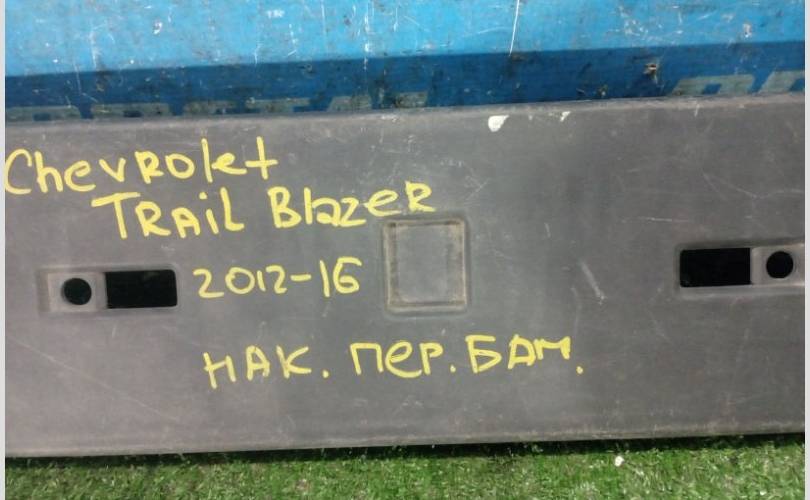 Chevrolet
TRAIL Blazer
2012-16
НАК. ПЕР. БАМ.